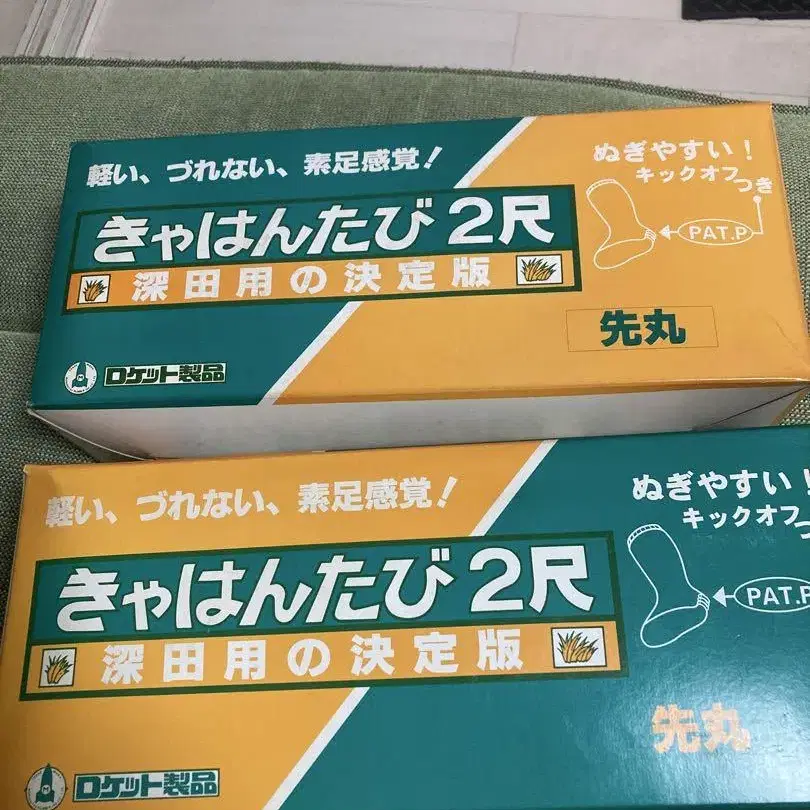 軽い、づれない、素足感覚!
ぬぎやすい!
キックオフ
つき
きゃはんたび2尺
PAT.P
深田用の決定版
先丸
ロケット製品
軽い、づれない、素足感覚!
ぬぎやすい!
キックオフ
きゃはんたび2尺
PAT.P
深田用の決定版
先丸
ロケット製品